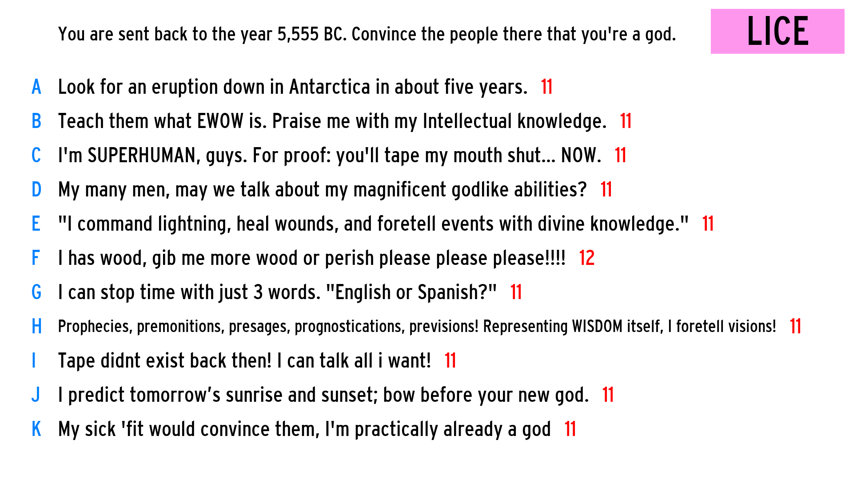 You are sent back to the year 5,555 BC. Convince the people there that you're a god.
LICE
A Look for an eruption down in Antarctica in about five years. 11
B Teach them what EWOW is. Praise me with my Intellectual knowledge. 11
C I'm SUPERHUMAN, guys. For proof: you'll tape my mouth shut... NOW. 11
D My many men, may we talk about my magnificent godlike abilities? 11
E "I command lightning, heal wounds, and foretell events with divine knowledge." 11
F I has wood, gib me more wood or perish please please please!!!! 12
G I can stop time with just 3 words. "English or Spanish?" 11
H Prophecies, premonitions, presages, prognostications, previsions! Representing WISDOM itself, I foretell visions! 11
I Tape didnt exist back then! I can talk all i want! 11
J I predict tomorrow’s sunrise and sunset; bow before your new god. 11
K My sick 'fit would convince them, I'm practically already a god 11